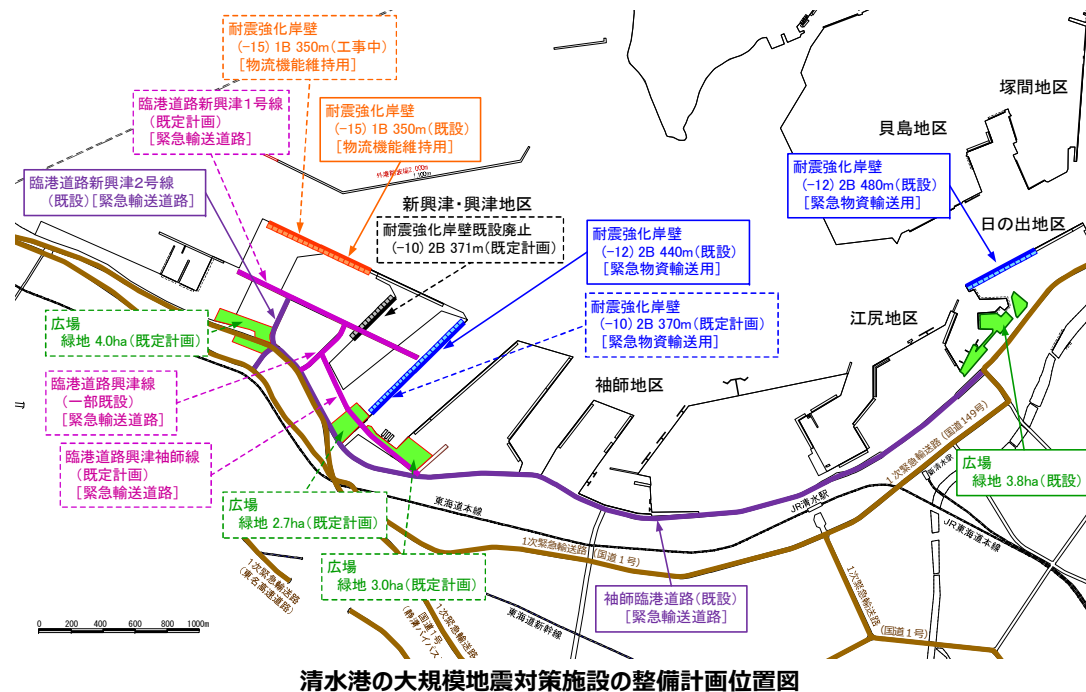 耐震強化岸壁
(-15) 1B 350m(工事中)
[物流機能維持用]
臨港道路新興津1号線
(既定計画)
[緊急輸送道路]
耐震強化岸壁
(-15) 1B 350m(既設)
[物流機能維持用]
臨港道路新興津2号線
(既設)[緊急輸送道路]
新興津・興津地区
耐震強化岸壁既設廃止
(-10) 2B 371m(既定計画)
耐震強化岸壁
(-12) 2B 440m(既設)
[緊急物資輸送用]
耐震強化岸壁
(-10) 2B 370m(既定計画)
[緊急物資輸送用]
塚間地区
貝島地区
耐震強化岸壁
(-12) 2B 480m(既設)
[緊急物資輸送用]
日の出地区
江尻地区
袖師地区
広場
緑地 4.0ha(既定計画)
臨港道路興津線
(一部既設)
[緊急輸送道路]
臨港道路興津袖師線
(既定計画)
[緊急輸送道路]
広場
緑地 2.7ha(既定計画)
広場
緑地 3.0ha(既定計画)
広場
緑地 3.8ha(既設)
袖師臨港道路(既設)
[緊急輸送道路]
1次緊急輸送路(国道149号)
新清水駅
JR清水駅
JR東海道本線
東海道本線
1次緊急輸送路(国道1号)
1次緊急輸送路
(東名高速道路)
1次緊急輸送路
国道1号
(静清バイパス)
東海道新幹線
1次緊急輸送路
(国道1号)
0 200 400 600 800 1000m
清水港の大規模地震対策施設の整備計画位置図